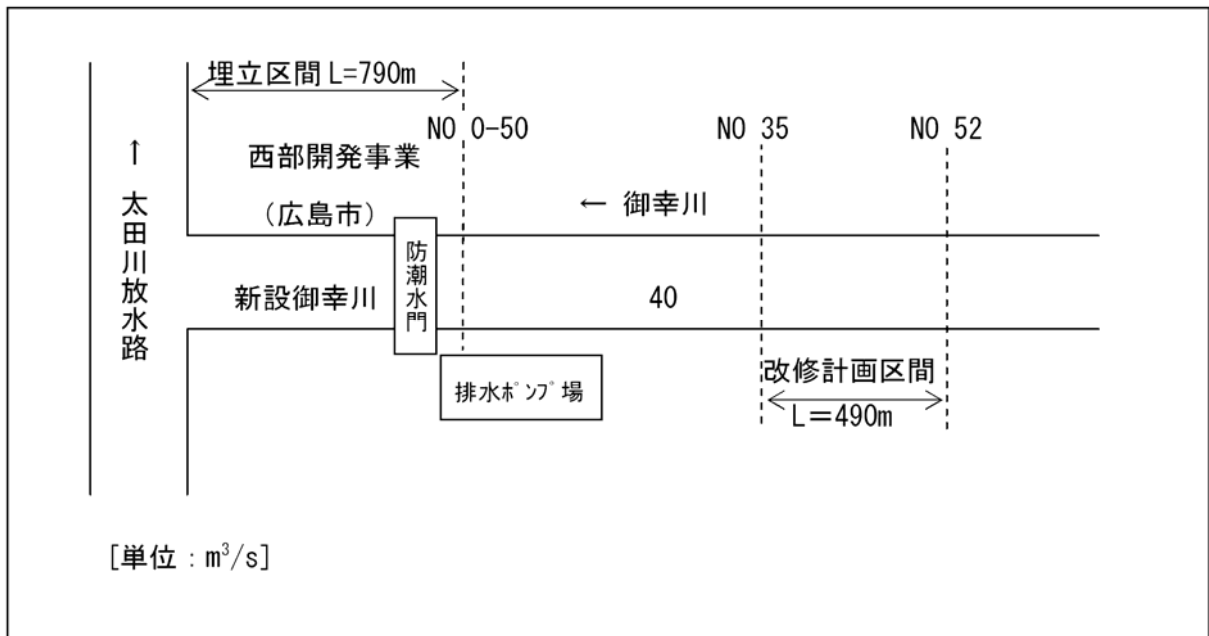 埋立区間 L=790m
NO 0-50
NO 35
NO 52
西部開発事業
(広島市)
← 御幸川
↑ 太田川放水路
防潮水門
新設御幸川
40
排水ポンプ場
改修計画区間
L=490m
[単位:m³/s]